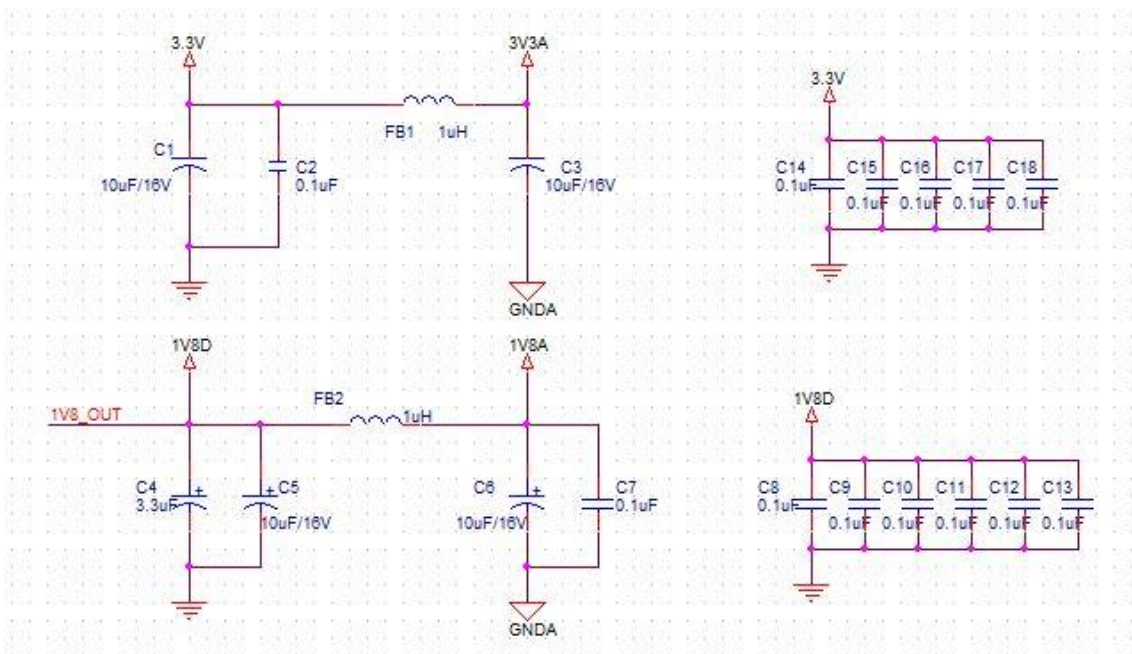 3.3V
3V3A
FB1 1uH
C1
10uF/16V
C2
0.1uF
C3
10uF/16V
GNDA
3.3V
C14
0.1uF
C15
0.1uF
C16
0.1uF
C17
0.1uF
C18
0.1uF
1V8D
1V8A
1V8_OUT
FB2
1uH
C4
3.3uF
C5
10uF/16V
C6
10uF/16V
C7
0.1uF
GNDA
1V8D
C8
0.1uF
C9
0.1uF
C10
0.1uF
C11
0.1uF
C12
0.1uF
C13
0.1uF